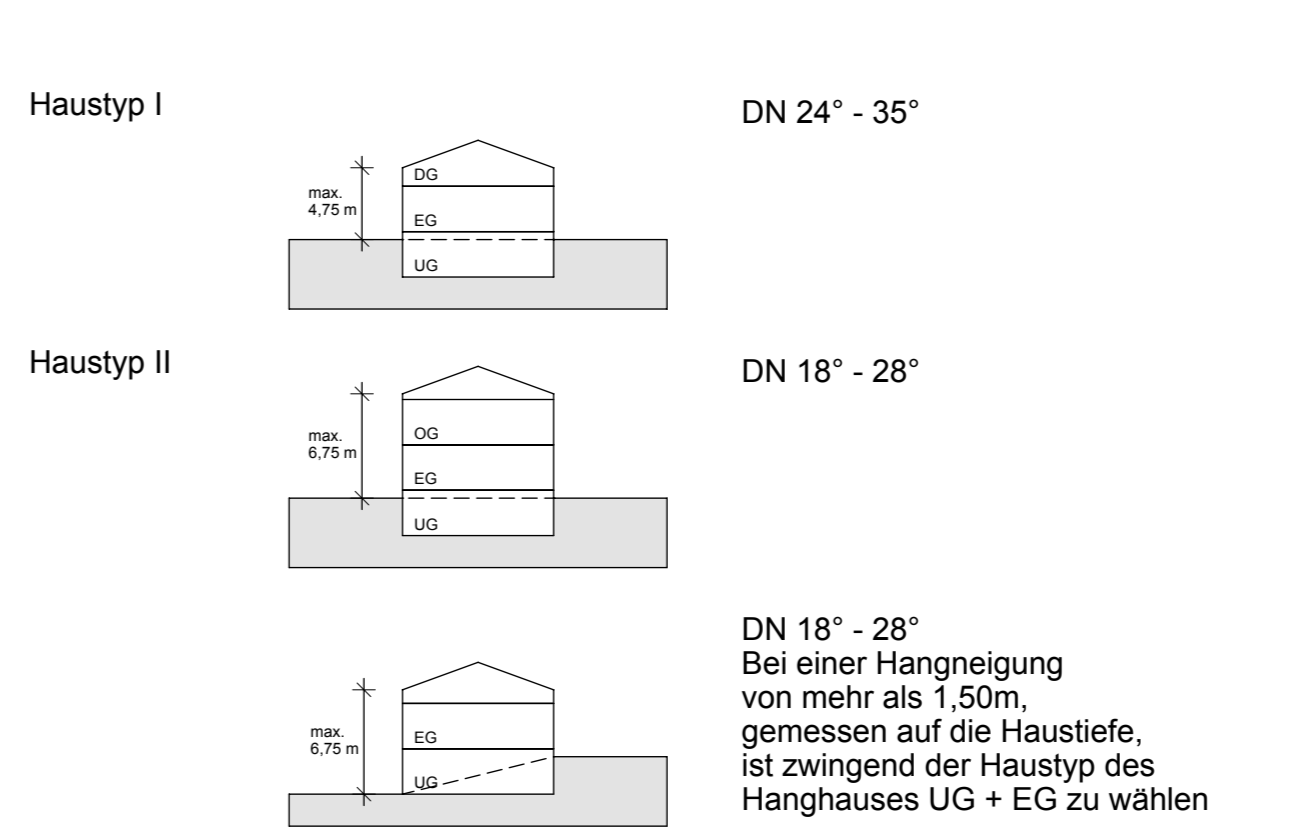 Haustyp I
DN 24° - 35°
max.
4,75 m
DG
EG
UG
Haustyp II
DN 18° - 28°
max.
6,75 m
OG
EG
UG
DN 18° - 28°
Bei einer Hangneigung
von mehr als 1,50m,
gemessen auf die Haustiefe,
ist zwingend der Haustyp des
Hanghauses UG + EG zu wählen
max.
6,75 m
EG
UG